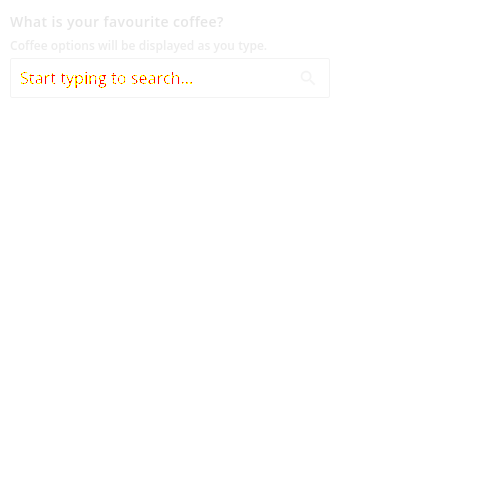 What is your favourite coffee?
Coffee options will be displayed as you type.
Start typing to search...